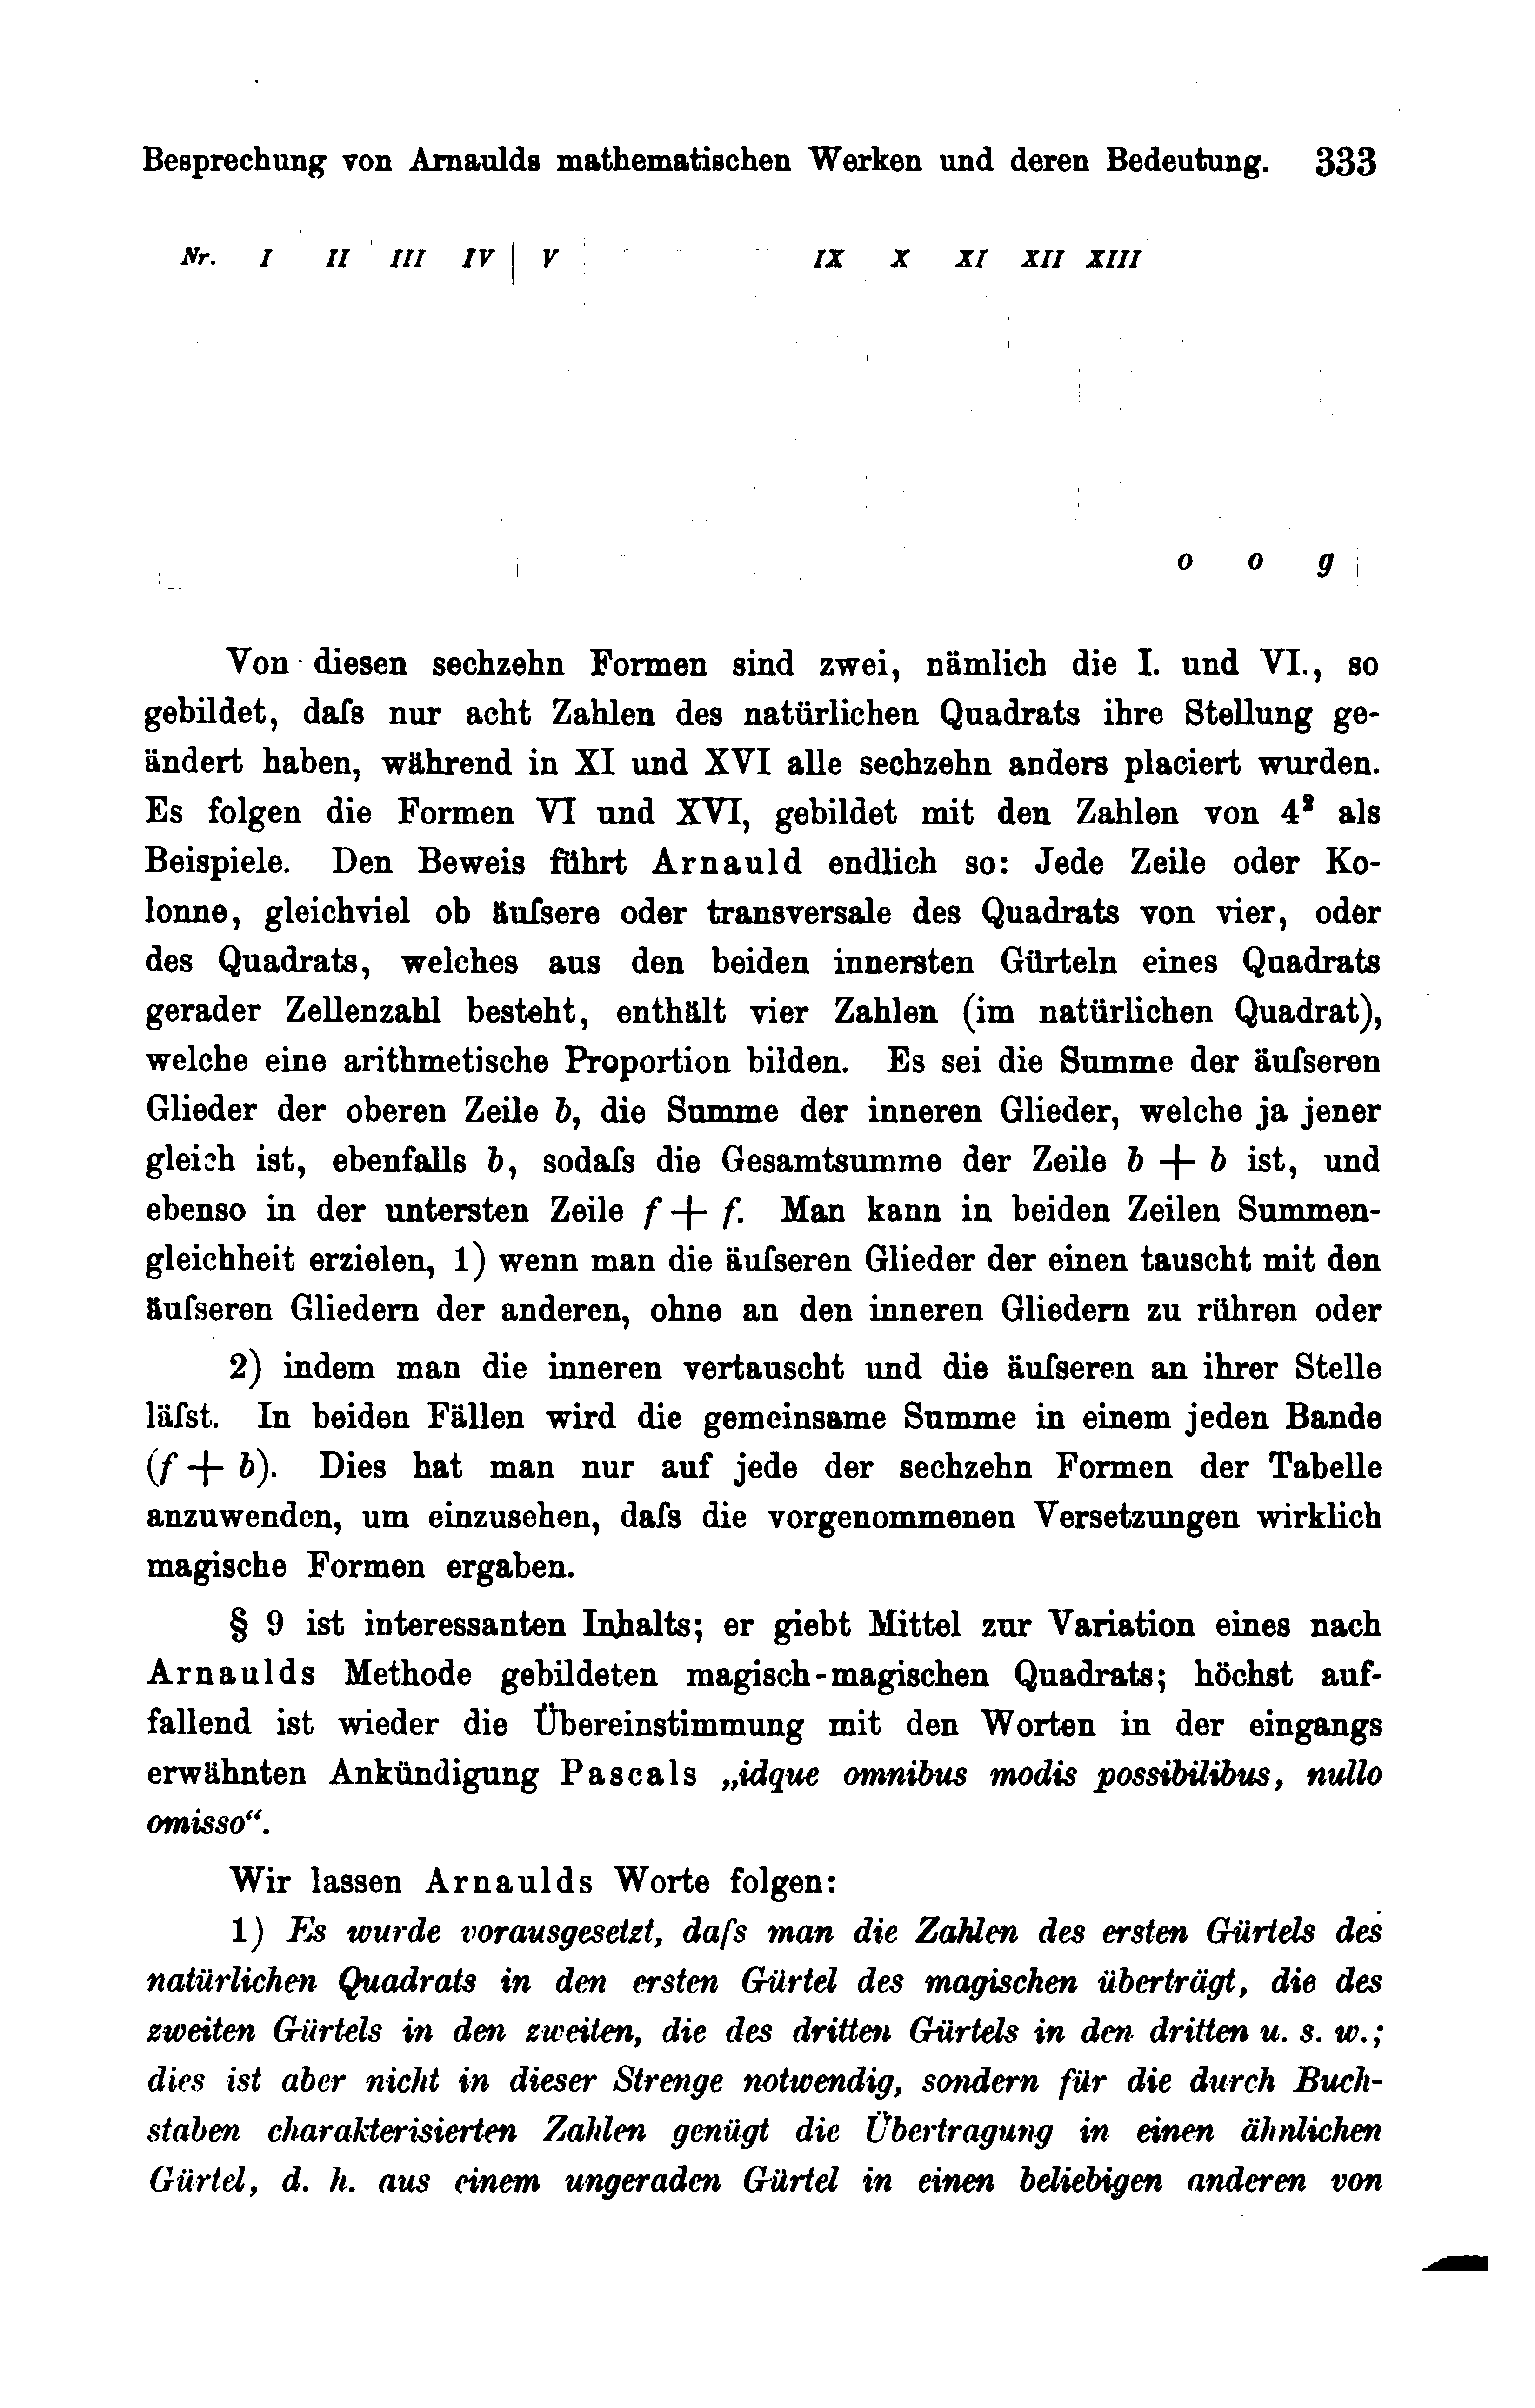 Besprechung von Arnaulds mathematischen Werken und deren Bedeutung. 333
Nr. I II III IV V IX X XI XII XIII
o o g
Von diesen sechzehn Formen sind zwei, nämlich die I. und VI., so
gebildet, daſs nur acht Zahlen des natürlichen Quadrats ihre Stellung ge-
ändert haben, während in XI und XVI alle sechzehn anders placiert wurden.
Es folgen die Formen VI und XVI, gebildet mit den Zahlen von 4² als
Beispiele. Den Beweis führt Arnauld endlich so: Jede Zeile oder Ko-
lonne, gleichviel ob äuſsere oder transversale des Quadrats von vier, oder
des Quadrats, welches aus den beiden innersten Gürteln eines Quadrats
gerader Zellenzahl besteht, enthält vier Zahlen (im natürlichen Quadrat),
welche eine arithmetische Proportion bilden. Es sei die Summe der äuſseren
Glieder der oberen Zeile b, die Summe der inneren Glieder, welche ja jener
gleich ist, ebenfalls b, sodaſs die Gesamtsumme der Zeile b + b ist, und
ebenso in der untersten Zeile f + f. Man kann in beiden Zeilen Summen-
gleichheit erzielen, 1) wenn man die äuſseren Glieder der einen tauscht mit den
äuſseren Gliedern der anderen, ohne an den inneren Gliedern zu rühren oder
2) indem man die inneren vertauscht und die äuſseren an ihrer Stelle
läſst. In beiden Fällen wird die gemeinsame Summe in einem jeden Bande
(f + b). Dies hat man nur auf jede der sechzehn Formen der Tabelle
anzuwenden, um einzusehen, daſs die vorgenommenen Versetzungen wirklich
magische Formen ergaben.
§ 9 ist interessanten Inhalts; er giebt Mittel zur Variation eines nach
Arnaulds Methode gebildeten magisch-magischen Quadrats; höchst auf-
fallend ist wieder die Übereinstimmung mit den Worten in der eingangs
erwähnten Ankündigung Pascals „idque omnibus modis possibilibus, nullo
omisso“.
Wir lassen Arnaulds Worte folgen:
1) Es wurde vorausgesetzt, daſs man die Zahlen des ersten Gürtels des
natürlichen Quadrats in den ersten Gürtel des magischen überträgt, die des
zweiten Gürtels in den zweiten, die des dritten Gürtels in den dritten u. s. w.;
dies ist aber nicht in dieser Strenge notwendig, sondern für die durch Buch-
staben charakterisierten Zahlen genügt die Übertragung in einen ähnlichen
Gürtel, d. h. aus einem ungeraden Gürtel in einen beliebigen anderen von